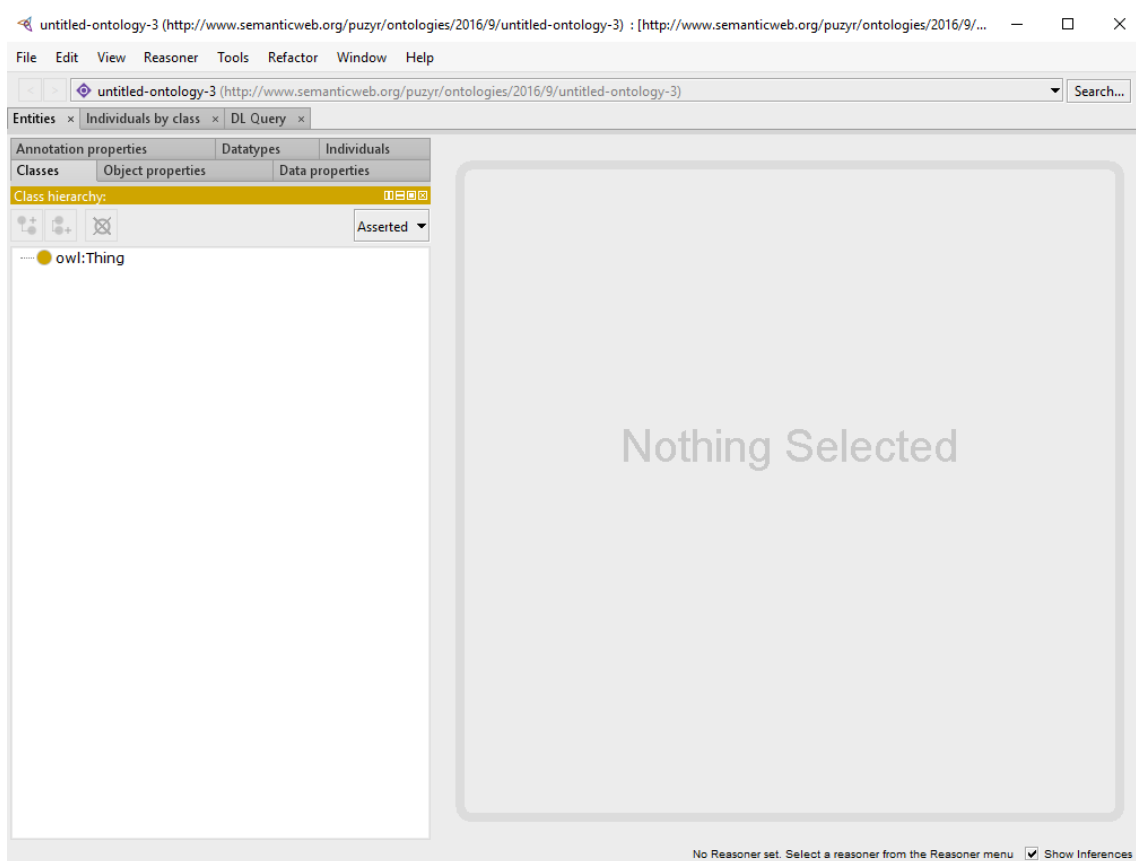 untitled-ontology-3 (http://www.semanticweb.org/puzyr/ontologies/2016/9/untitled-ontology-3) : [http://www.semanticweb.org/puzyr/ontologies/2016/9/...
File Edit View Reasoner Tools Refactor Window Help
< > untitled-ontology-3 (http://www.semanticweb.org/puzyr/ontologies/2016/9/untitled-ontology-3) Search...
Entities × Individuals by class × DL Query ×
Annotation properties Datatypes Individuals
Classes Object properties Data properties
Class hierarchy:
Asserted
owl:Thing
Nothing Selected
No Reasoner set. Select a reasoner from the Reasoner menu Show Inferences